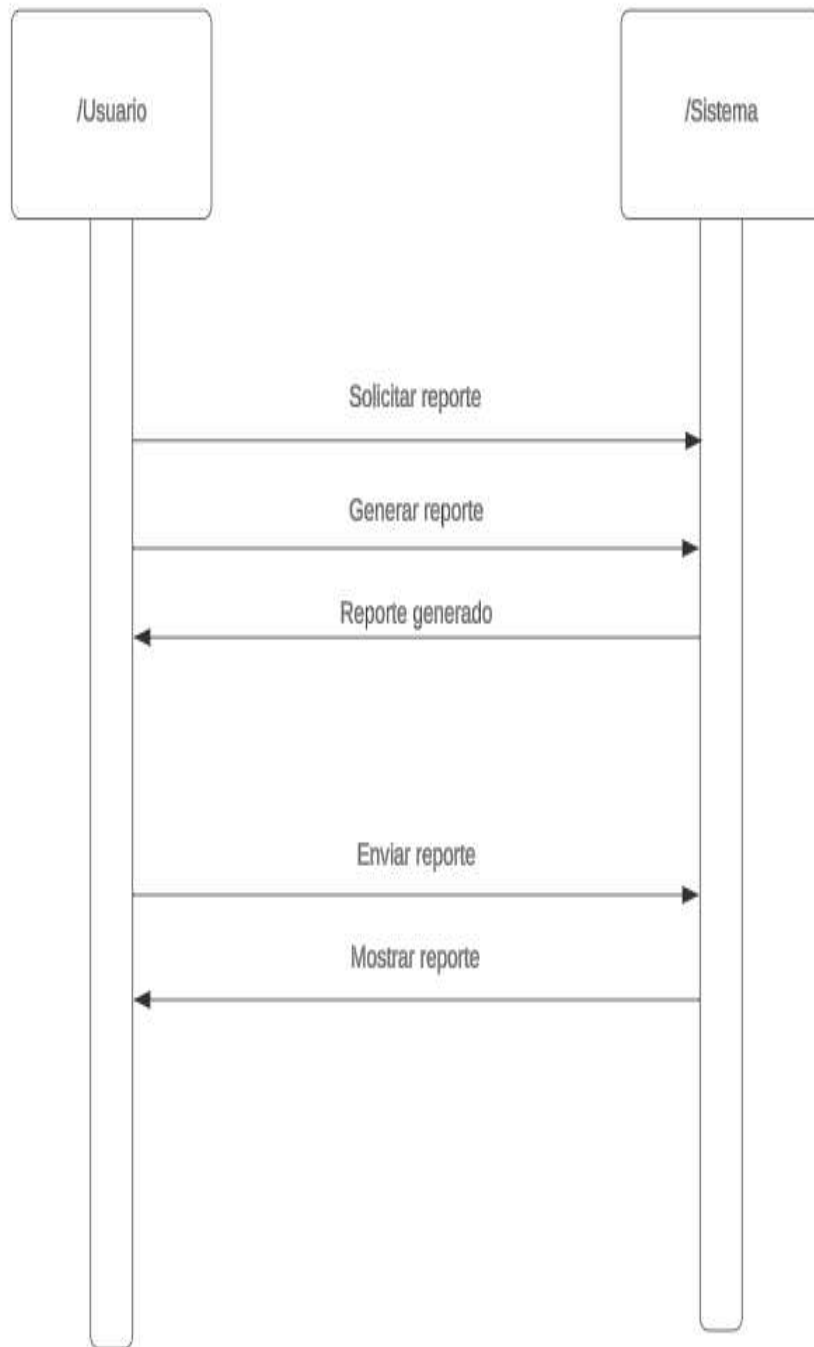 /Usuario
/Sistema
Solicitar reporte
Generar reporte
Reporte generado
Enviar reporte
Mostrar reporte